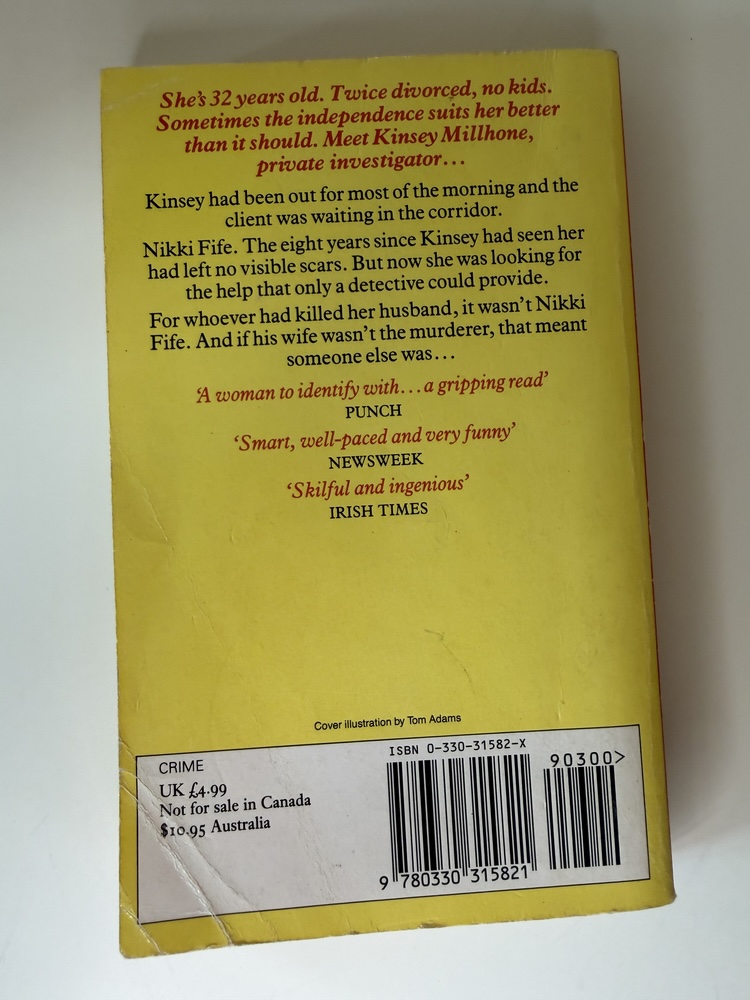 She's 32 years old. Twice divorced, no kids.
Sometimes the independence suits her better
than it should. Meet Kinsey Millhone,
private investigator...
Kinsey had been out for most of the morning and the
client was waiting in the corridor.
Nikki Fife. The eight years since Kinsey had seen her
had left no visible scars. But now she was looking for
the help that only a detective could provide.
For whoever had killed her husband, it wasn't Nikki
Fife. And if his wife wasn't the murderer, that meant
someone else was...
'A woman to identify with...a gripping read'
PUNCH
'Smart, well-paced and very funny'
NEWSWEEK
'Skilful and ingenious'
IRISH TIMES
Cover illustration by Tom Adams
CRIME
UK £4·99
Not for sale in Canada
$10.95 Australia
ISBN 0-330-31582-X
90300>
9 780330 315821